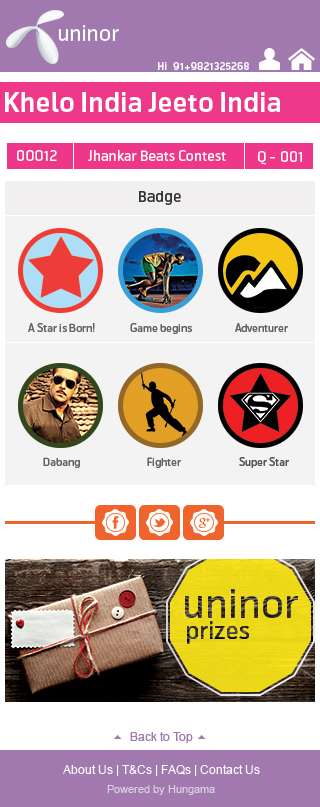 uninor
Hi 91+9821325268
Khelo India Jeeto India
00012 Jhankar Beats Contest Q - 001
Badge
A Star is Born! Game begins Adventurer
Dabang Fighter Super Star
f g+
uninor
prizes
Back to Top
About Us | T&Cs | FAQs | Contact Us
Powered by Hungama